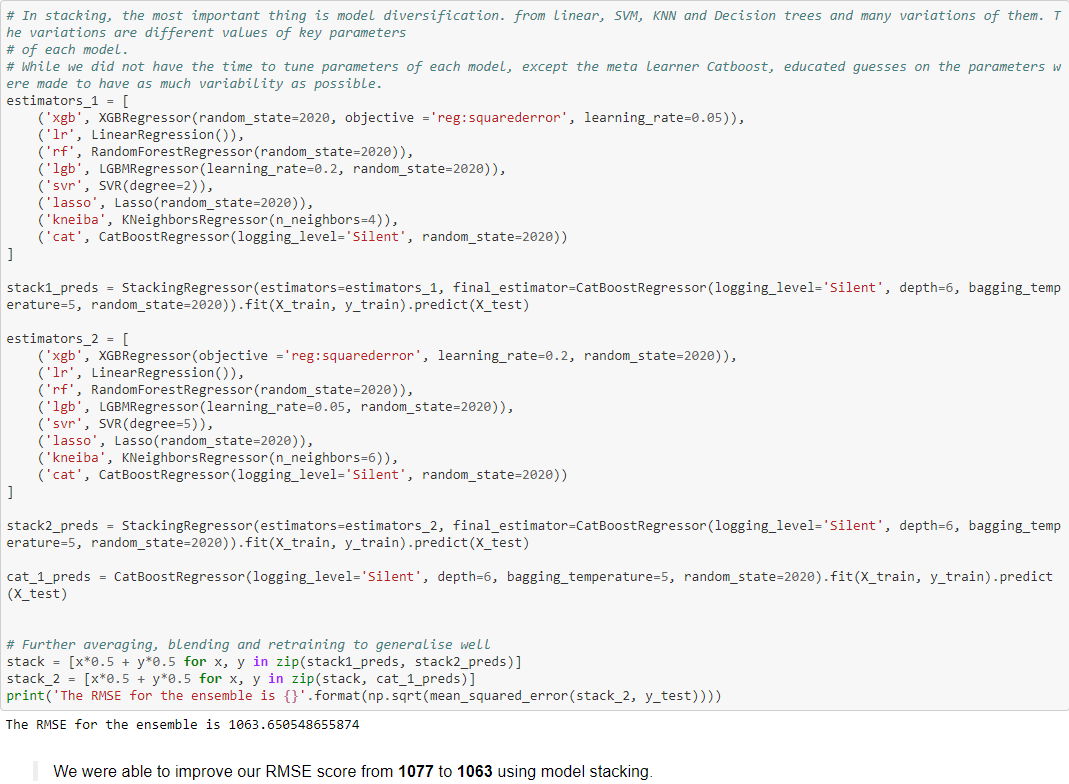 # In stacking, the most important thing is model diversification. from linear, SVM, KNN and Decision trees and many variations of them. T
he variations are different values of key parameters
# of each model.
# While we did not have the time to tune parameters of each model, except the meta learner Catboost, educated guesses on the parameters w
ere made to have as much variability as possible.
estimators_1 = [
    ('xgb', XGBRegressor(random_state=2020, objective ='reg:squarederror', learning_rate=0.05)),
    ('lr', LinearRegression()),
    ('rf', RandomForestRegressor(random_state=2020)),
    ('lgb', LGBMRegressor(learning_rate=0.2, random_state=2020)),
    ('svr', SVR(degree=2)),
    ('lasso', Lasso(random_state=2020)),
    ('kneiba', KNeighborsRegressor(n_neighbors=4)),
    ('cat', CatBoostRegressor(logging_level='Silent', random_state=2020))
]
stack1_preds = StackingRegressor(estimators=estimators_1, final_estimator=CatBoostRegressor(logging_level='Silent', depth=6, bagging_temp
erature=5, random_state=2020)).fit(X_train, y_train).predict(X_test)
estimators_2 = [
    ('xgb', XGBRegressor(objective ='reg:squarederror', learning_rate=0.2, random_state=2020)),
    ('lr', LinearRegression()),
    ('rf', RandomForestRegressor(random_state=2020)),
    ('lgb', LGBMRegressor(learning_rate=0.05, random_state=2020)),
    ('svr', SVR(degree=5)),
    ('lasso', Lasso(random_state=2020)),
    ('kneiba', KNeighborsRegressor(n_neighbors=6)),
    ('cat', CatBoostRegressor(logging_level='Silent', random_state=2020))
]
stack2_preds = StackingRegressor(estimators=estimators_2, final_estimator=CatBoostRegressor(logging_level='Silent', depth=6, bagging_temp
erature=5, random_state=2020)).fit(X_train, y_train).predict(X_test)
cat_1_preds = CatBoostRegressor(logging_level='Silent', depth=6, bagging_temperature=5, random_state=2020).fit(X_train, y_train).predict
(X_test)
# Further averaging, blending and retraining to generalise well
stack = [x*0.5 + y*0.5 for x, y in zip(stack1_preds, stack2_preds)]
stack_2 = [x*0.5 + y*0.5 for x, y in zip(stack, cat_1_preds)]
print('The RMSE for the ensemble is {}'.format(np.sqrt(mean_squared_error(stack_2, y_test))))
The RMSE for the ensemble is 1063.650548655874
We were able to improve our RMSE score from 1077 to 1063 using model stacking.